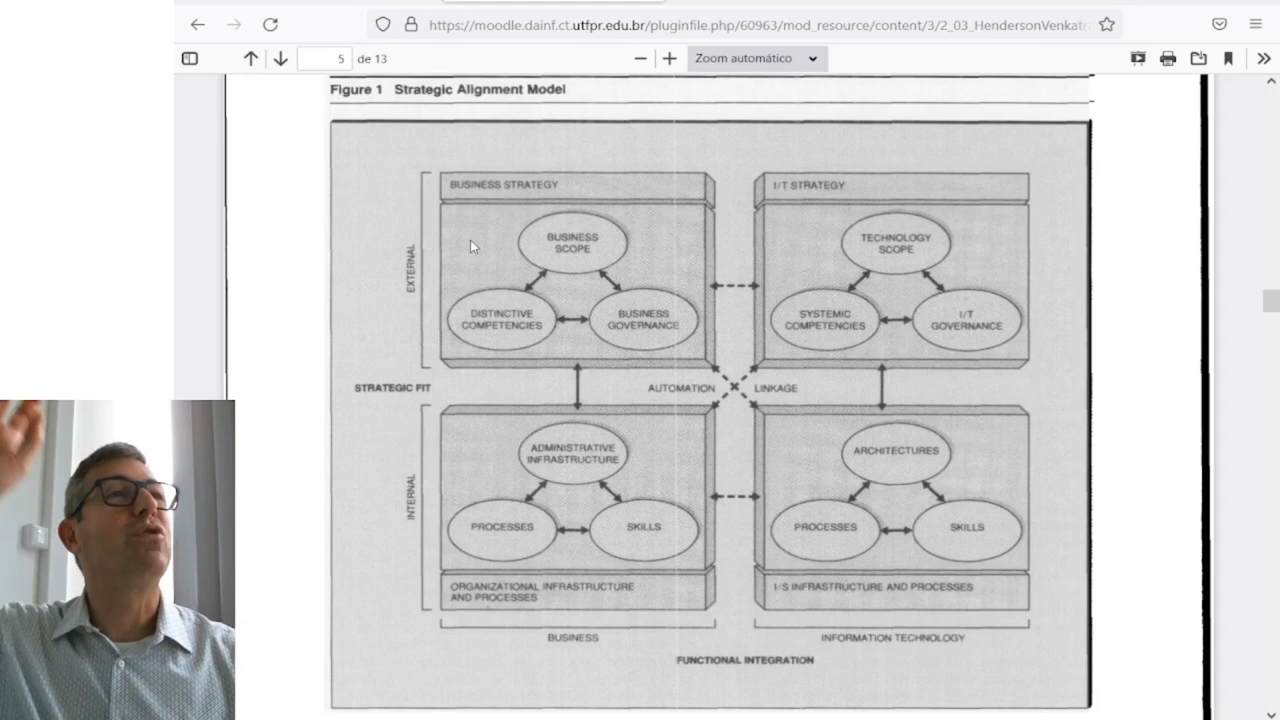 https://moodle.dainf.ct.utfpr.edu.br/pluginfile.php/60963/mod_resource/content/3/2_03_HendersonVenkatr
5 de 13
Zoom automático
Figure 1 Strategic Alignment Model
BUSINESS STRATEGY
I/T STRATEGY
EXTERNAL
BUSINESS
SCOPE
TECHNOLOGY
SCOPE
DISTINCTIVE
COMPETENCIES
BUSINESS
GOVERNANCE
SYSTEMIC
COMPETENCIES
I/T
GOVERNANCE
STRATEGIC FIT
AUTOMATION
LINKAGE
INTERNAL
ADMINISTRATIVE
INFRASTRUCTURE
ARCHITECTURES
PROCESSES
SKILLS
PROCESSES
SKILLS
ORGANIZATIONAL INFRASTRUCTURE
AND PROCESSES
I/S INFRASTRUCTURE AND PROCESSES
BUSINESS
INFORMATION TECHNOLOGY
FUNCTIONAL INTEGRATION